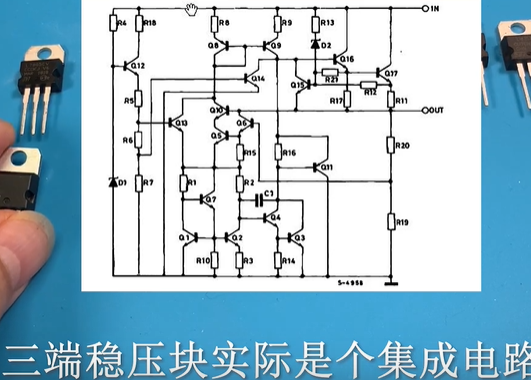 IN
R4 R18 R8 R9 R13
Q8 Q9 D2 Q16
Q12 Q14 R21 Q17
Q15 R12
R5 R17 R11
Q10 OUT
Q13 Q6
Q5
R6 R15 R16 R20
Q11
D1 R7 R1 R2
Q7 C1
Q4 R19
Q1 Q2 Q3
R10 R3 R14
S-4958
三端稳压块实际是个集成电路